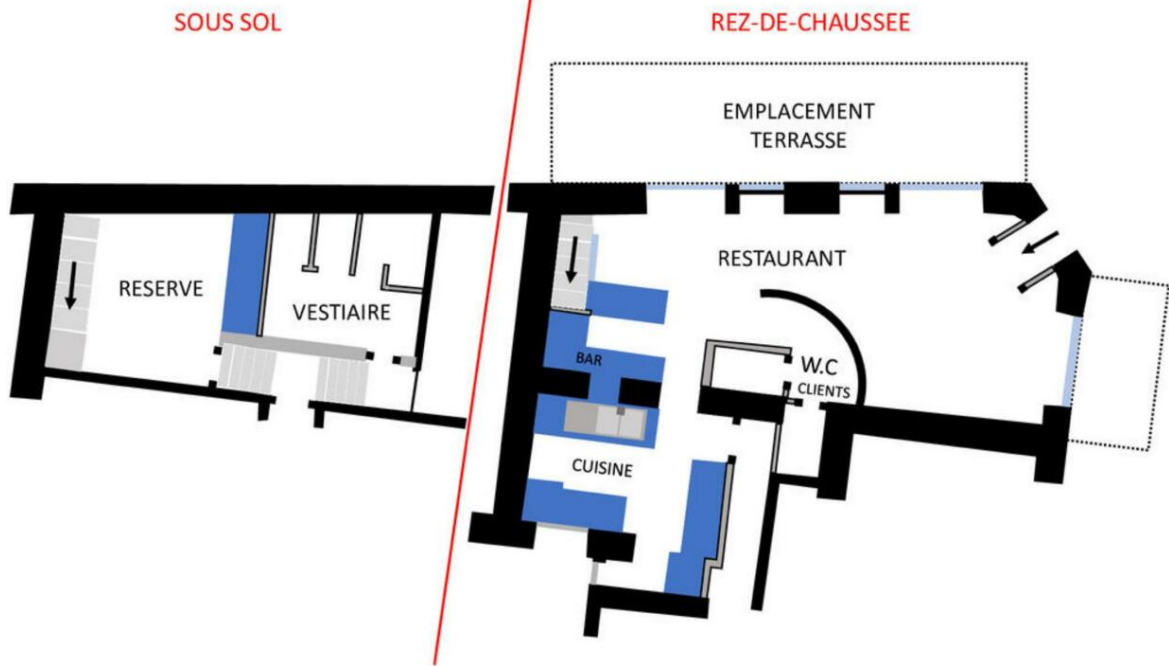 SOUS SOL
REZ-DE-CHAUSSEE
EMPLACEMENT
TERRASSE
RESTAURANT
RESERVE
VESTIAIRE
BAR
W.C
CLIENTS
CUISINE